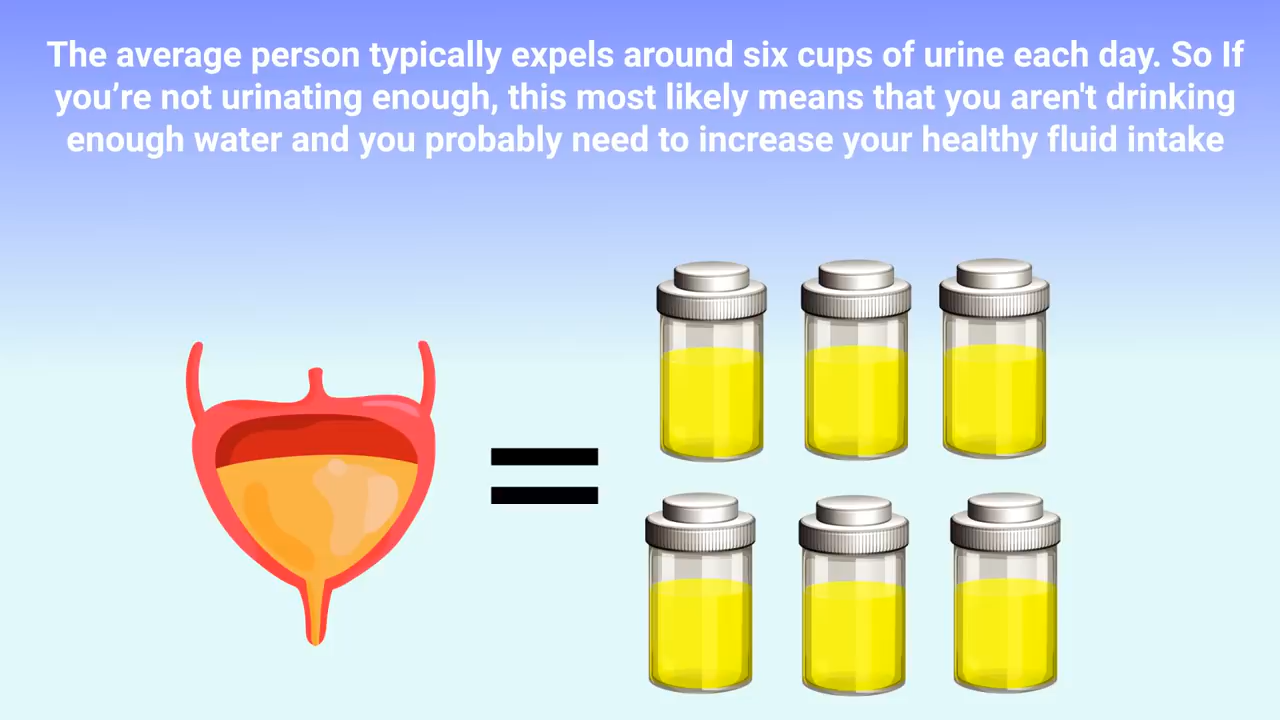 The average person typically expels around six cups of urine each day. So If
you’re not urinating enough, this most likely means that you aren't drinking
enough water and you probably need to increase your healthy fluid intake